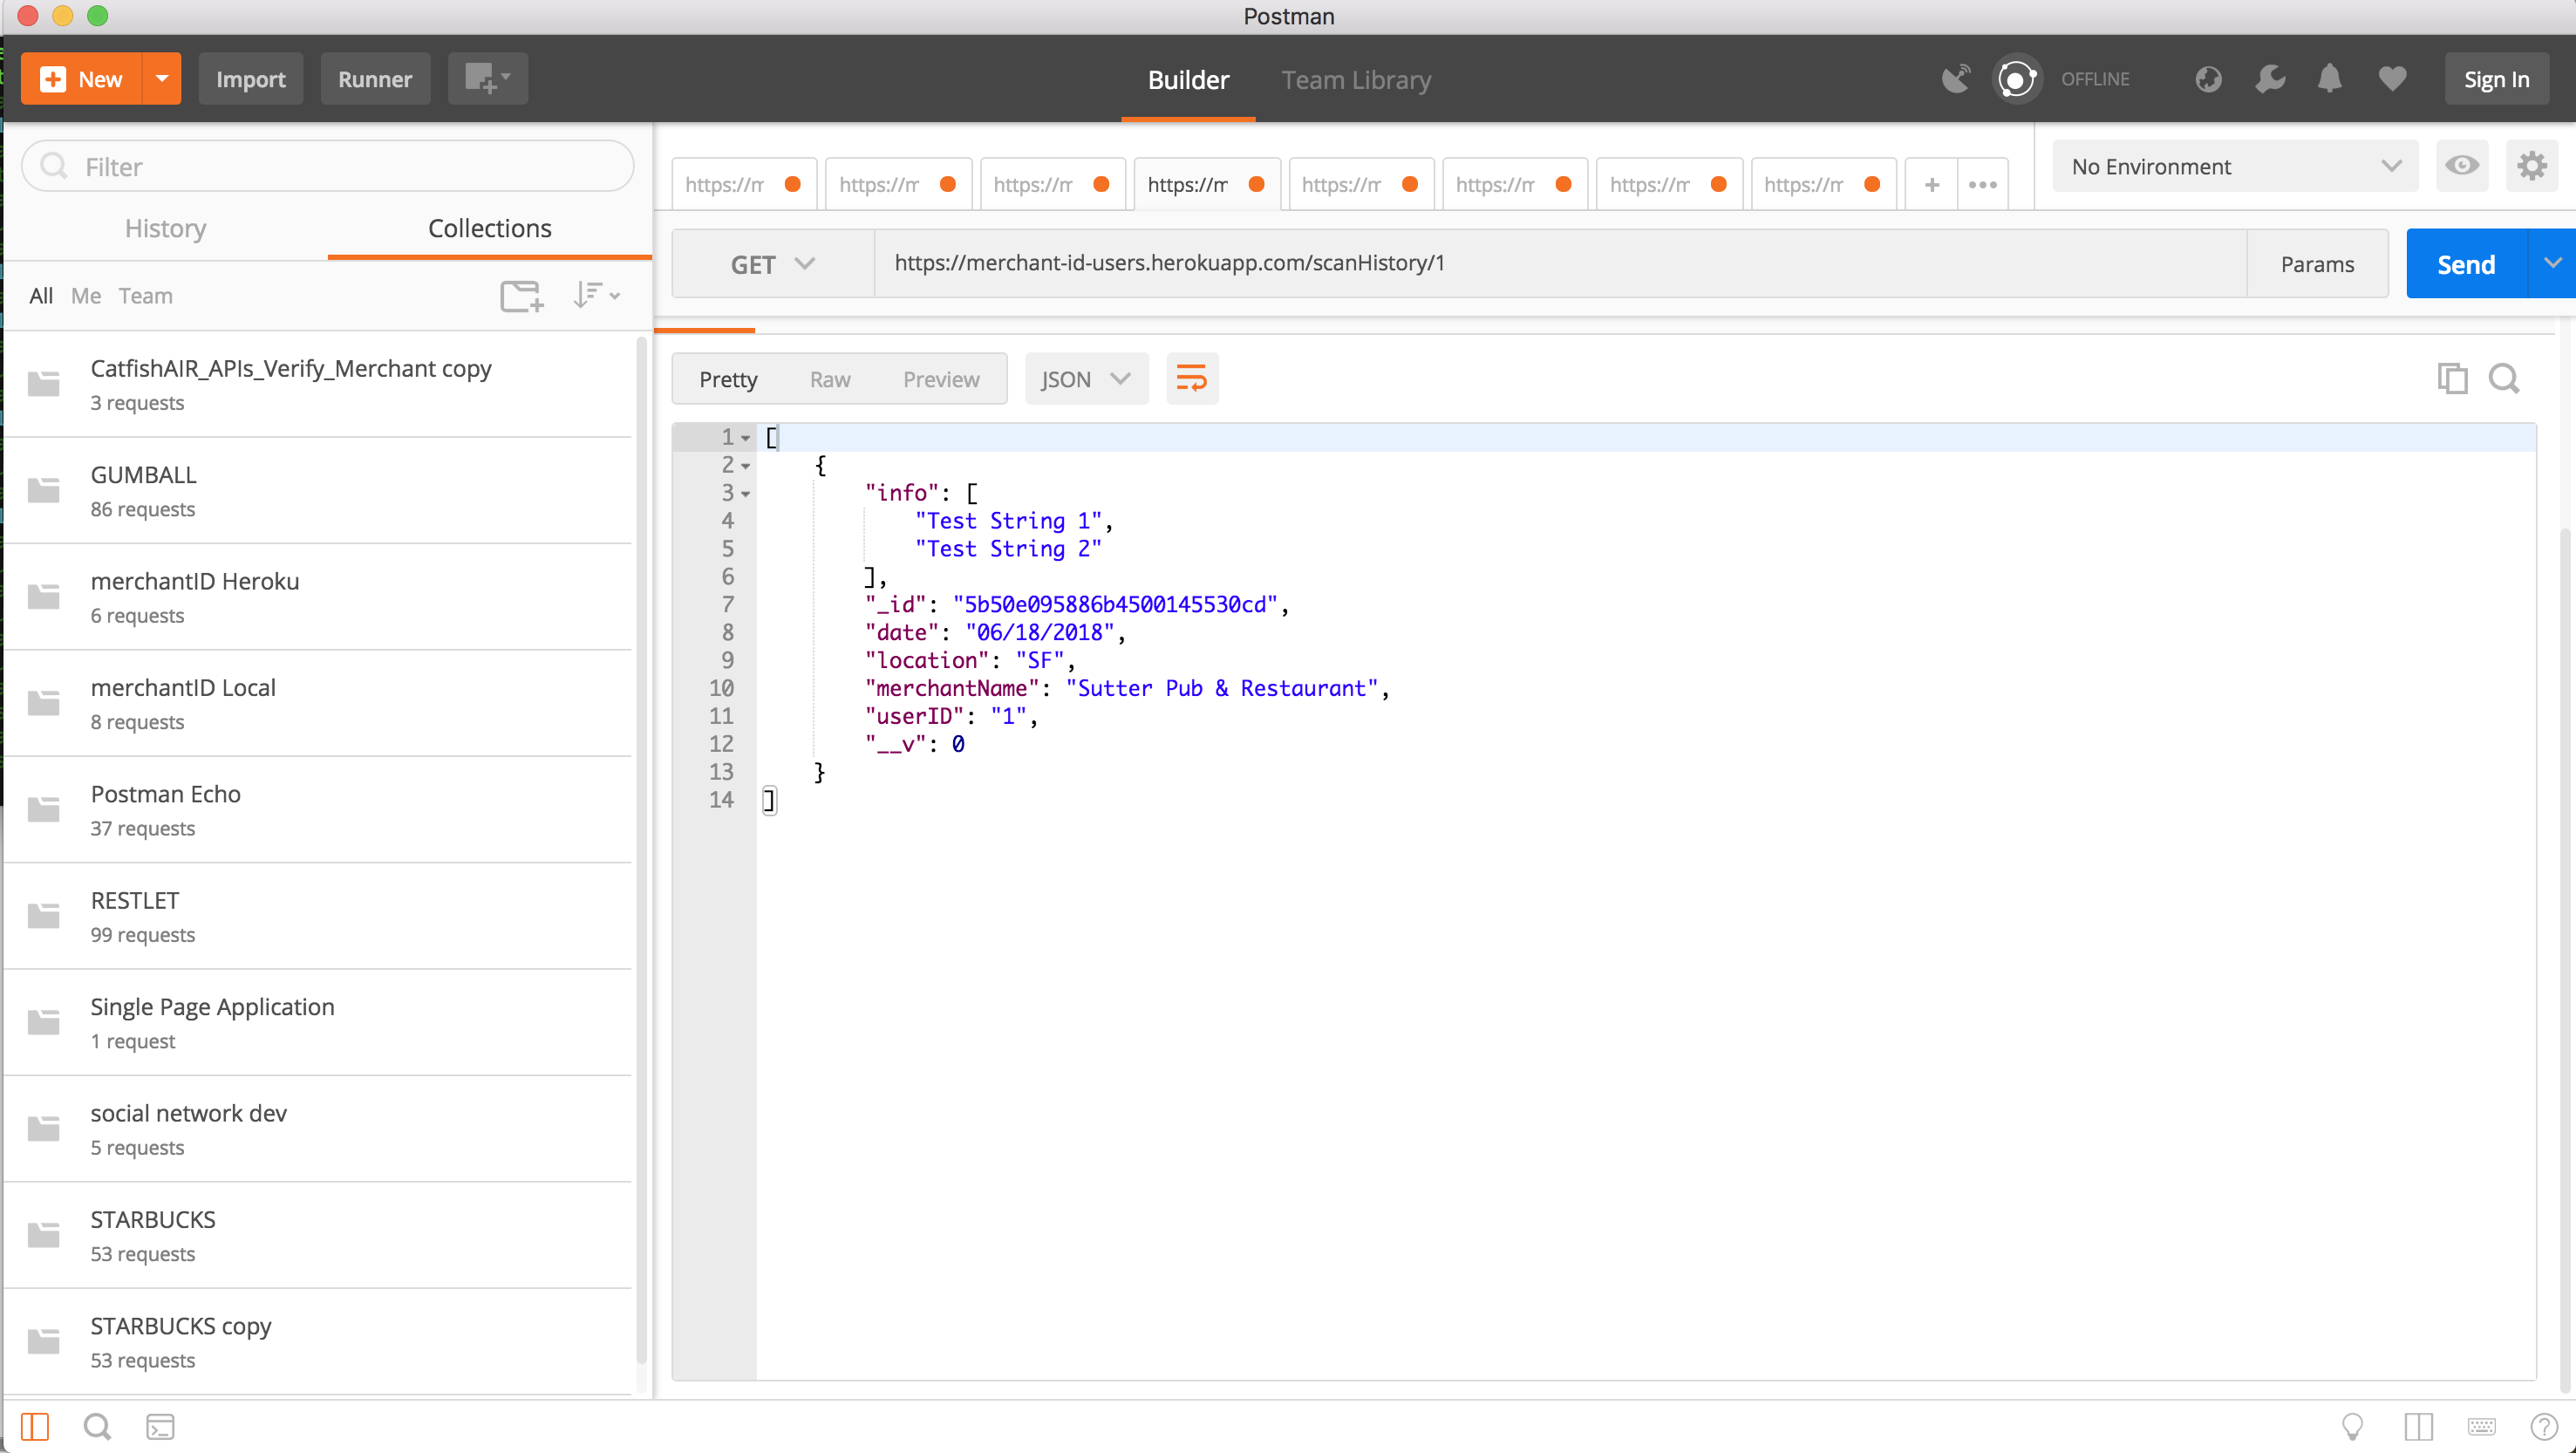 Postman
New Import Runner Builder Team Library OFFLINE Sign In
Filter
History Collections
All Me Team
CatfishAIR_APIs_Verify_Merchant copy
3 requests
GUMBALL
86 requests
merchantID Heroku
6 requests
merchantID Local
8 requests
Postman Echo
37 requests
RESTLET
99 requests
Single Page Application
1 request
social network dev
5 requests
STARBUCKS
53 requests
STARBUCKS copy
53 requests
https://m https://m https://m https://m https://m https://m https://m https://m
No Environment
GET https://merchant-id-users.herokuapp.com/scanHistory/1 Params Send
Pretty Raw Preview JSON
1 [
2 {
3 "info": [
4 "Test String 1",
5 "Test String 2"
6 ],
7 "_id": "5b50e095886b4500145530cd",
8 "date": "06/18/2018",
9 "location": "SF",
10 "merchantName": "Sutter Pub & Restaurant",
11 "userID": "1",
12 "__v": 0
13 }
14 ]